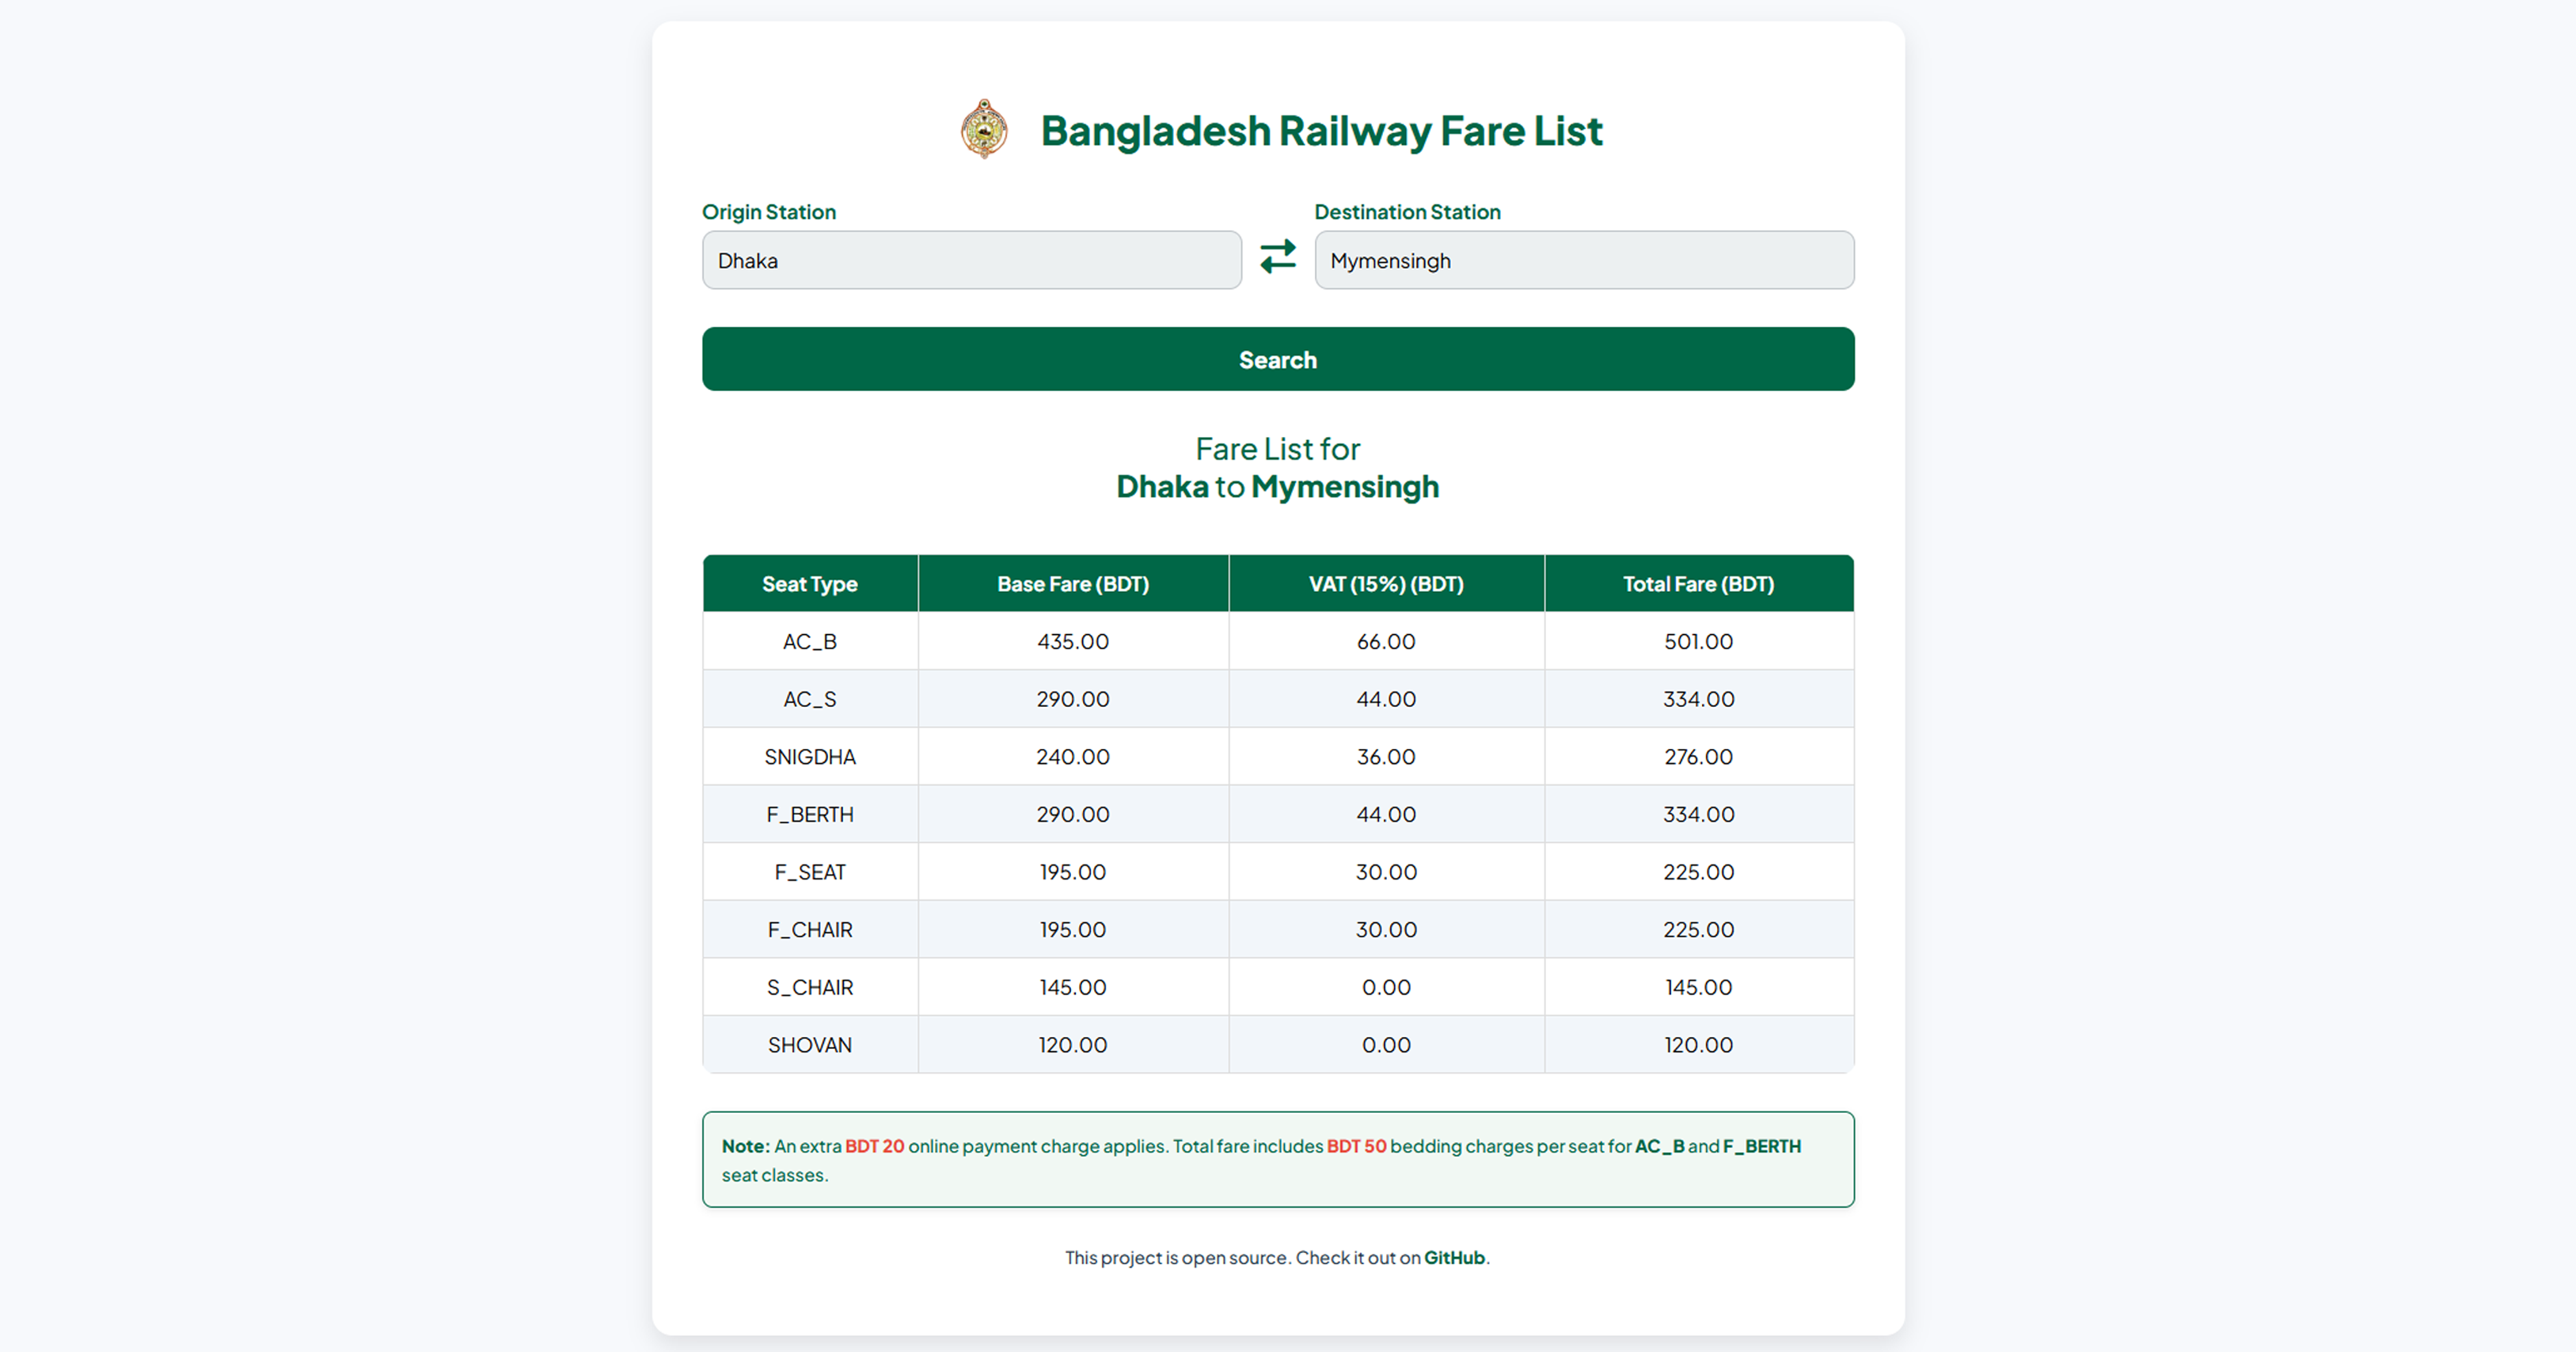 Bangladesh Railway Fare List
Origin Station
Destination Station
Dhaka
Mymensingh
Search
Fare List for
Dhaka to Mymensingh
Seat Type Base Fare (BDT) VAT (15%) (BDT) Total Fare (BDT)
AC_B 435.00 66.00 501.00
AC_S 290.00 44.00 334.00
SNIGDHA 240.00 36.00 276.00
F_BERTH 290.00 44.00 334.00
F_SEAT 195.00 30.00 225.00
F_CHAIR 195.00 30.00 225.00
S_CHAIR 145.00 0.00 145.00
SHOVAN 120.00 0.00 120.00
Note: An extra BDT 20 online payment charge applies. Total fare includes BDT 50 bedding charges per seat for AC_B and F_BERTH
seat classes.
This project is open source. Check it out on GitHub.